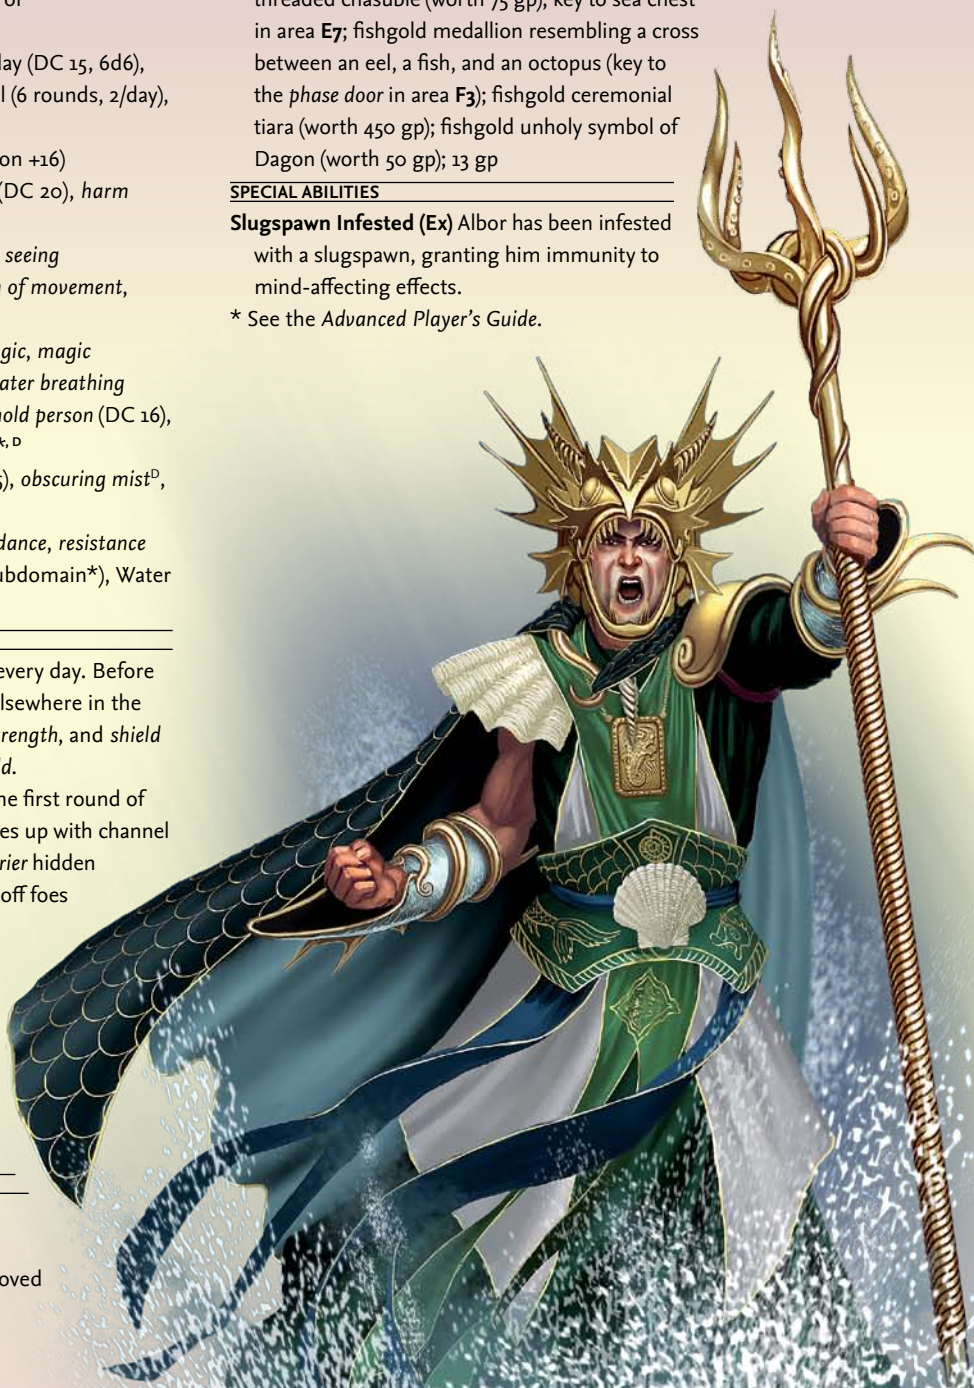 lay (DC 15, 6d6),
l (6 rounds, 2/day),
on +16)
(DC 20), harm
seeing
of movement,
gic, magic
ater breathing
old person (DC 16),
*, D
), obscuring mistD,
dance, resistance
ubdomain*), Water
every day. Before
lsewhere in the
rength, and shield
d.
ne first round of
es up with channel
rier hidden
off foes
oved
threaded chasuble (worth 75 gp), key to sea chest
in area E7; fishgold medallion resembling a cross
between an eel, a fish, and an octopus (key to
the phase door in area F3); fishgold ceremonial
tiara (worth 450 gp); fishgold unholy symbol of
Dagon (worth 50 gp); 13 gp
SPECIAL ABILITIES
Slugspawn Infested (Ex) Albor has been infested
with a slugspawn, granting him immunity to
mind-affecting effects.
* See the Advanced Player's Guide.